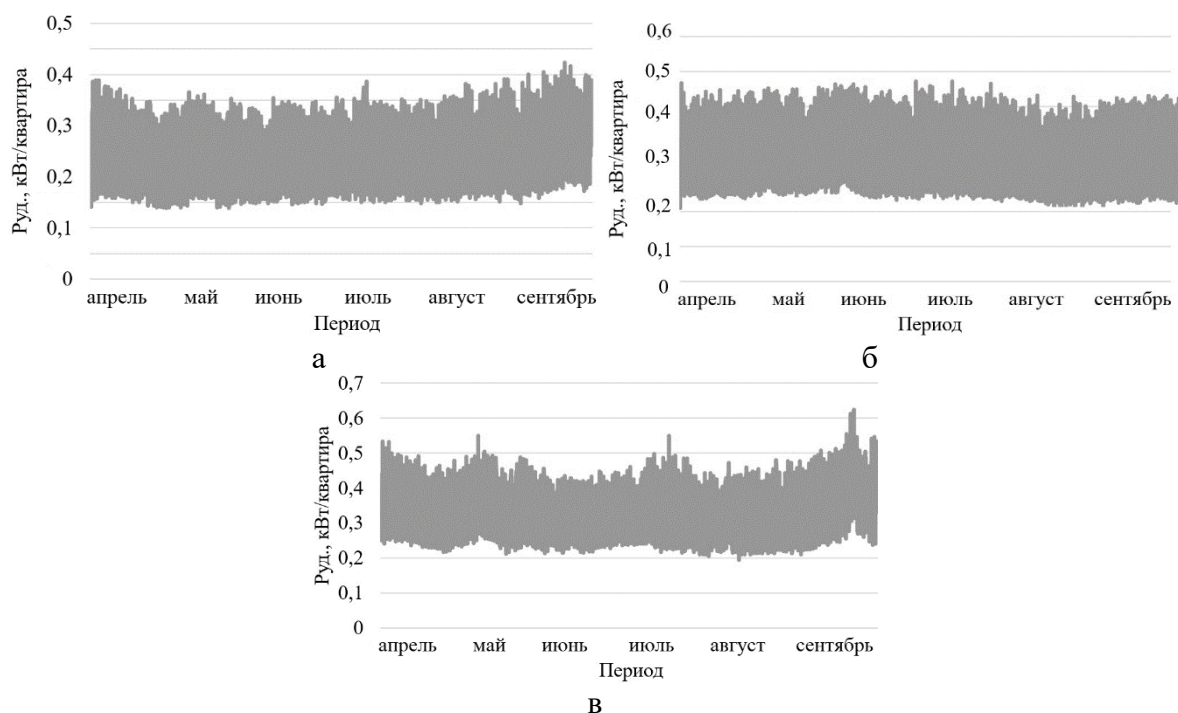 0,5
0,4
0,3
0,2
0,1
0
Руд., кВт/квартира
апрель май июнь июль август сентябрь
Период
а
0,6
0,5
0,4
0,3
0,2
0,1
0
Руд., кВт/квартира
апрель май июнь июль август сентябрь
Период
б
0,7
0,6
0,5
0,4
0,3
0,2
0,1
0
Руд., кВт/квартира
апрель май июнь июль август сентябрь
Период
в